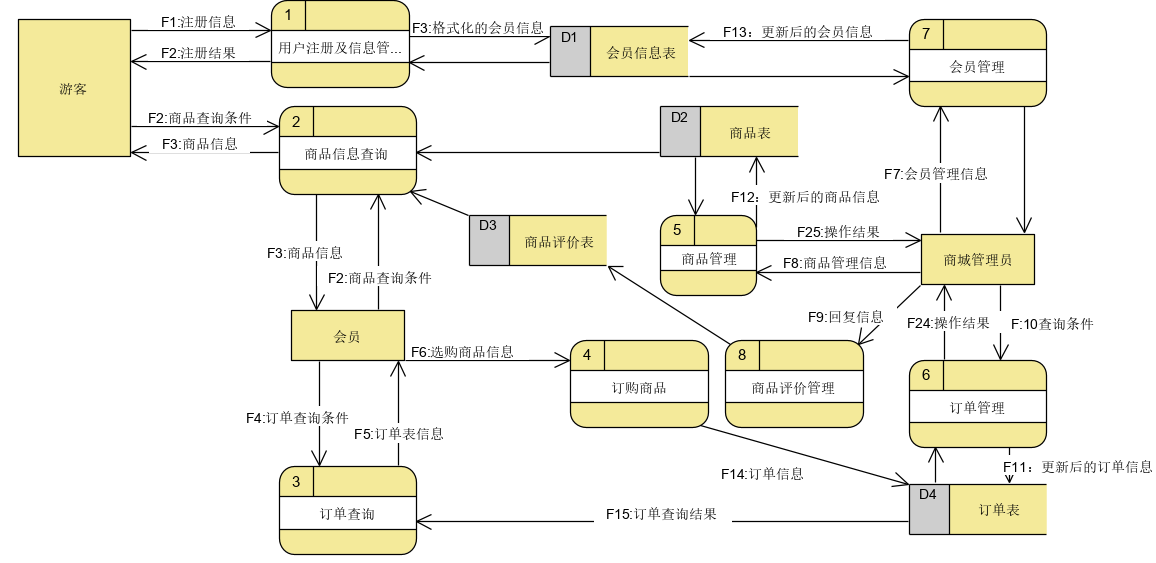 F1:注册信息
1
F3:格式化的会员信息
D1
会员信息表
F13：更新后的会员信息
7
用户注册及信息管...
F2:注册结果
会员管理
游客
F2:商品查询条件
2
D2
商品表
F3:商品信息
商品信息查询
F7:会员管理信息
F12：更新后的商品信息
D3
商品评价表
5
F25:操作结果
商品管理
F8:商品管理信息
商城管理员
F3:商品信息
F2:商品查询条件
F9:回复信息
F24:操作结果
F:10查询条件
会员
F6:选购商品信息
4
订购商品
8
商品评价管理
6
订单管理
F4:订单查询条件
F5:订单表信息
F14:订单信息
F11：更新后的订单信息
3
订单查询
F15:订单查询结果
D4
订单表